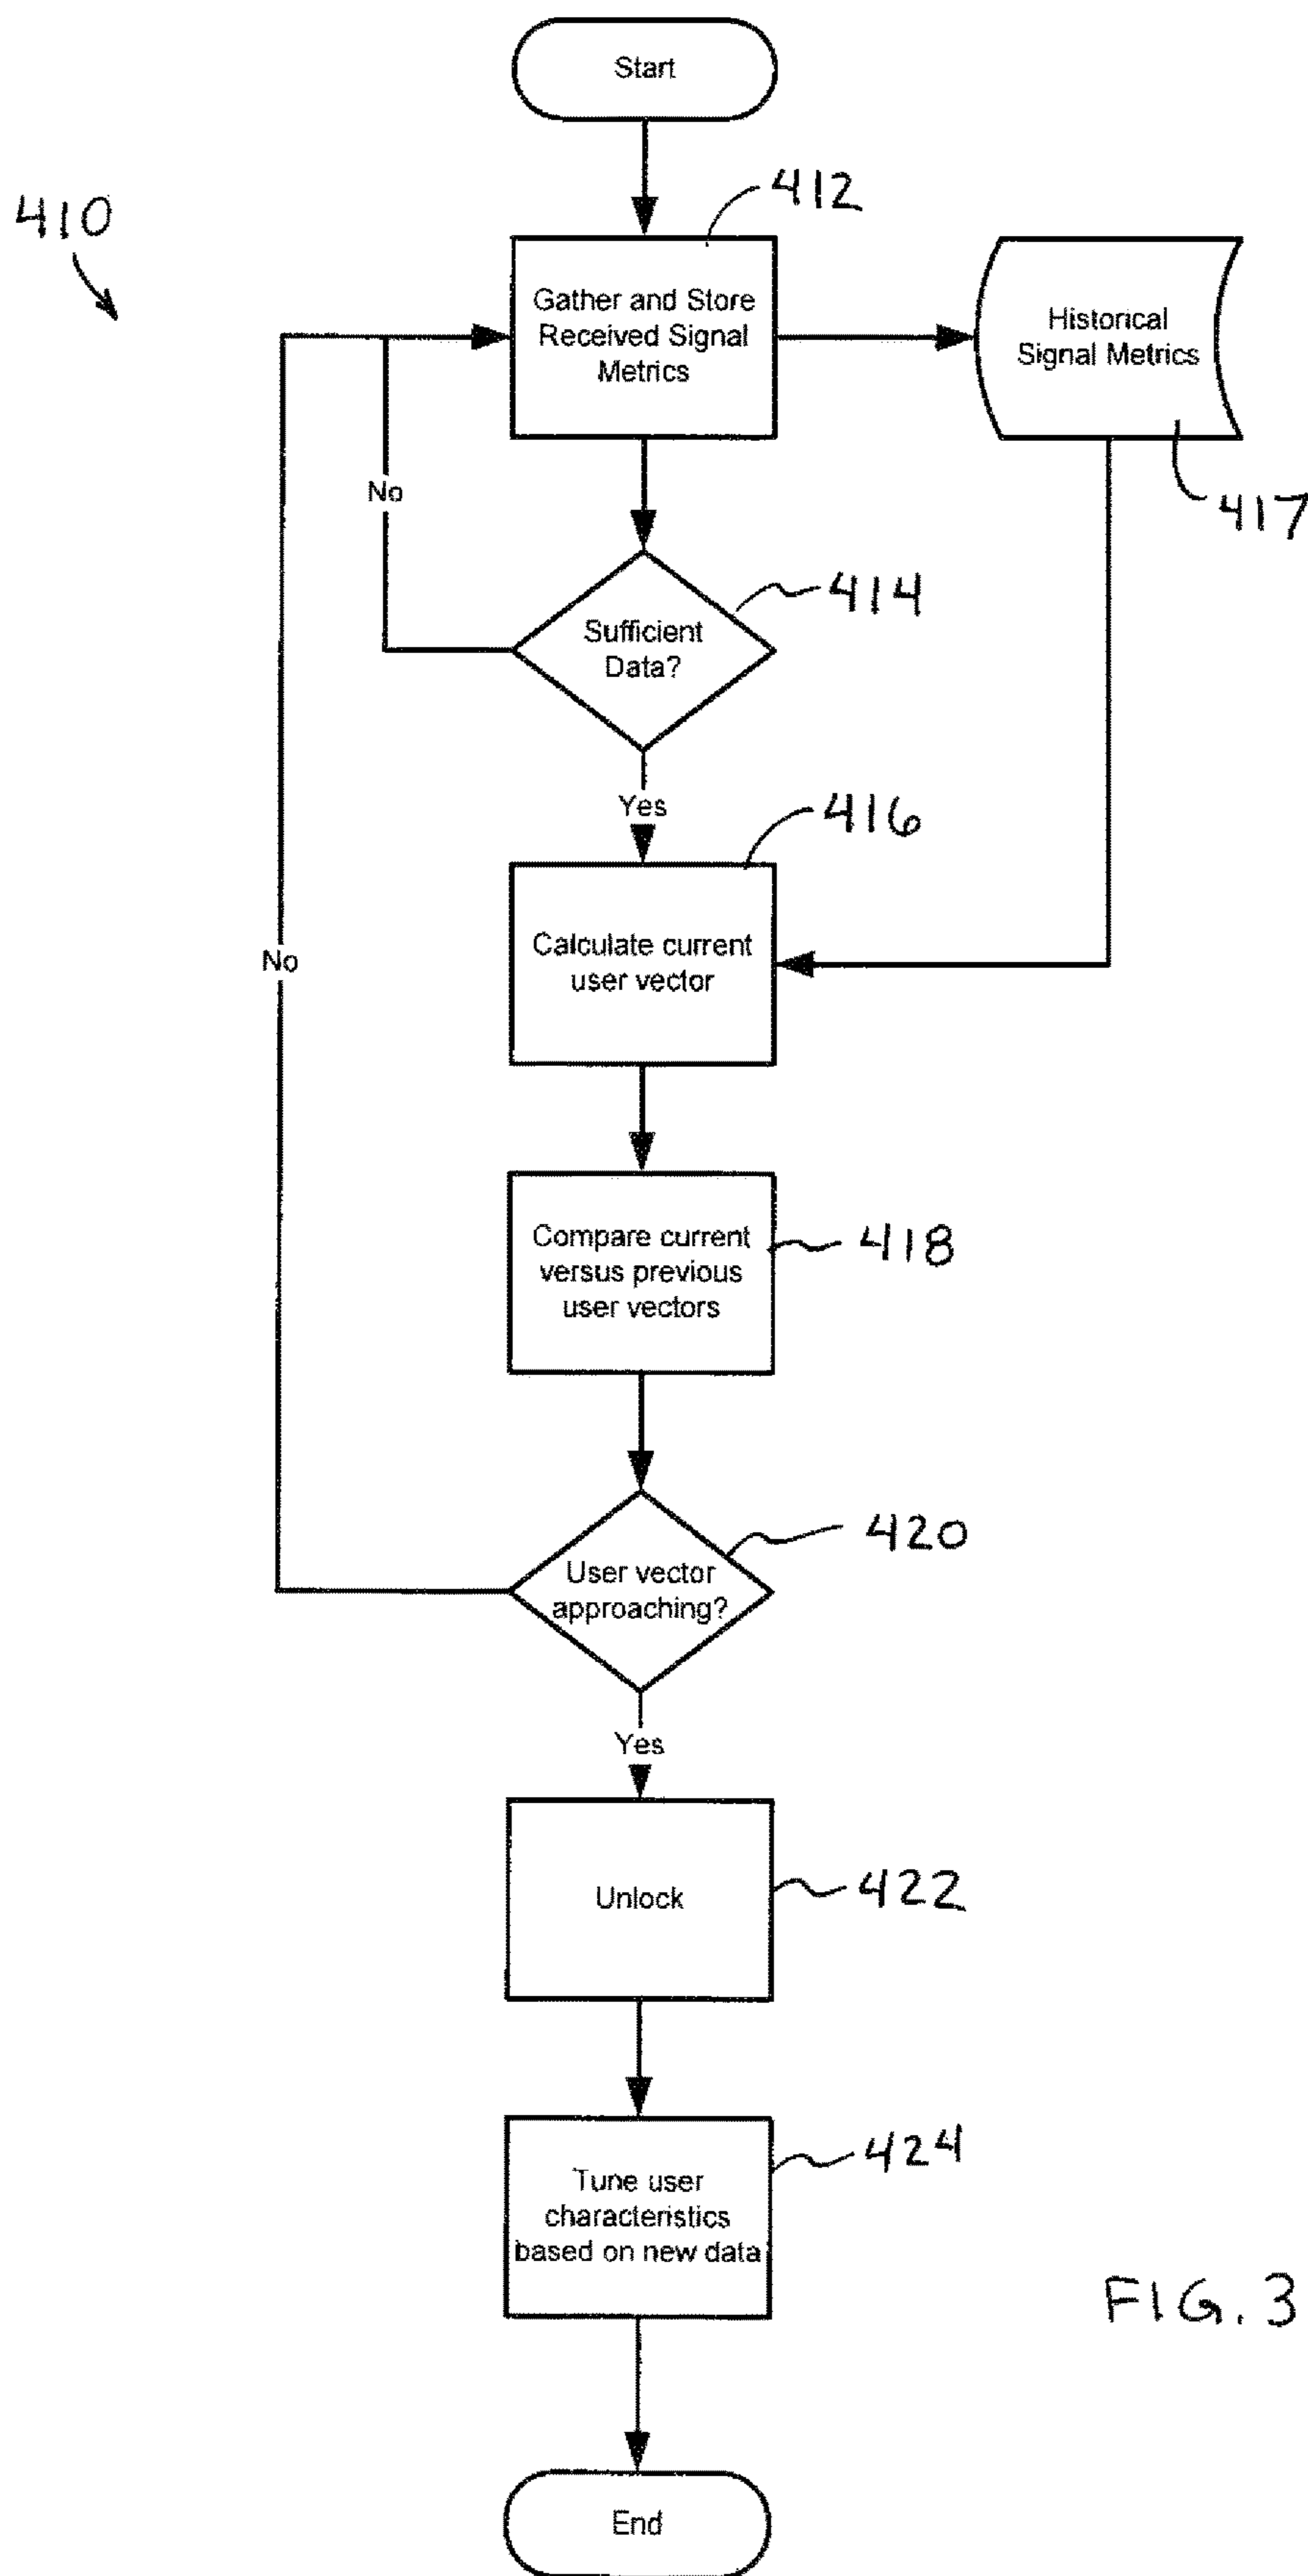 Start
410
412
Gather and Store
Received Signal
Metrics
Historical
Signal Metrics
417
No
414
Sufficient
Data?
Yes
416
Calculate current
user vector
No
Compare current
versus previous
user vectors
418
420
User vector
approaching?
Yes
Unlock
422
424
Tune user
characteristics
based on new data
FIG. 3
End